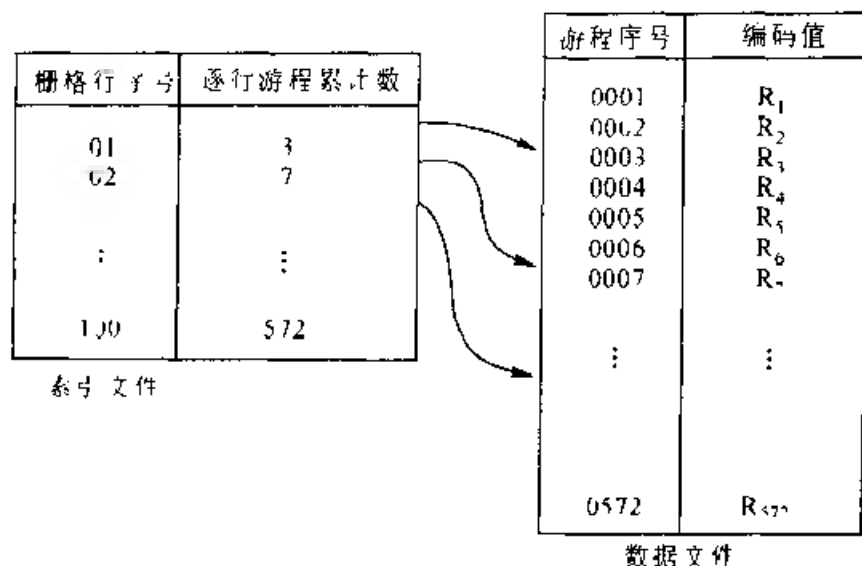 栅格行序号 逐行游程累计数
01 3
02 7
⋮ ⋮
100 572
索引文件
游程序号 编码值
0001 R₁
0002 R₂
0003 R₃
0004 R₄
0005 R₅
0006 R₆
0007 R₇
⋮ ⋮
0572 R₅₇₂
数据文件